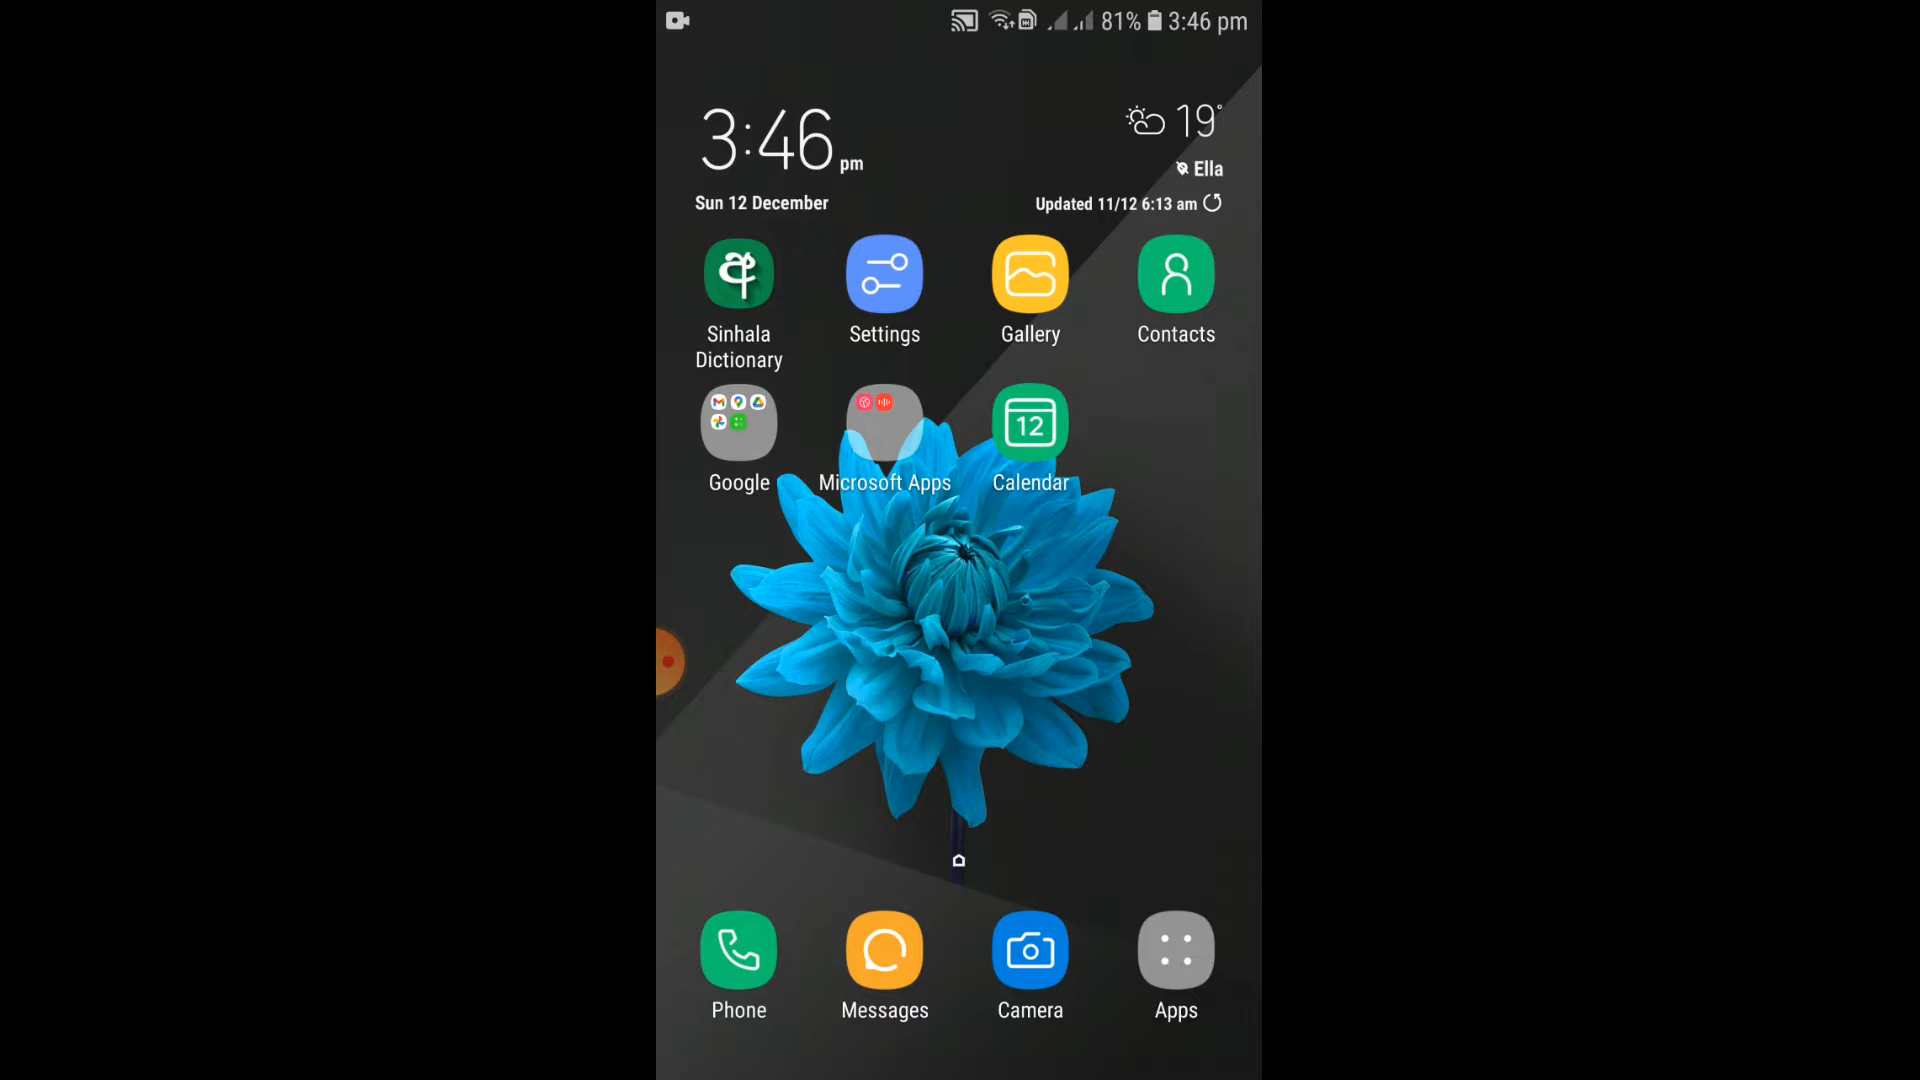 81% 3:46 pm
3:46 pm
19°
Ella
Sun 12 December
Updated 11/12 6:13 am
අ
Sinhala
Dictionary
Settings
Gallery
Contacts
12
Google
Microsoft Apps
Calendar
Phone
Messages
Camera
Apps